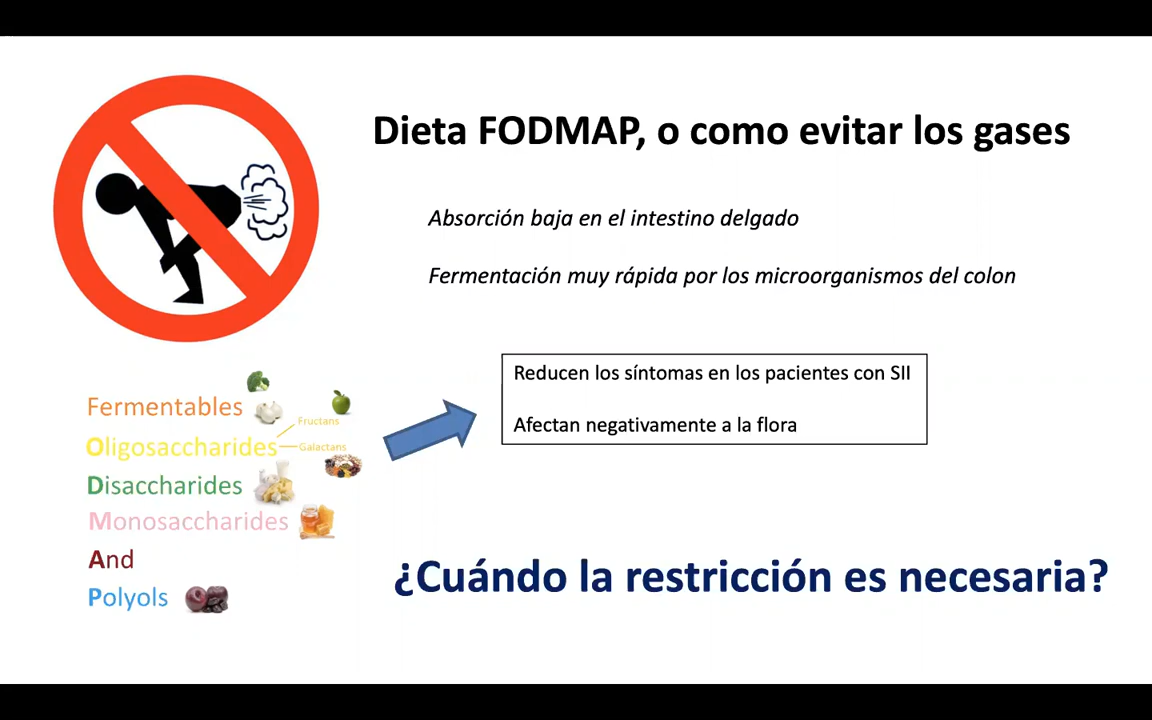 Dieta FODMAP, o como evitar los gases
Absorción baja en el intestino delgado
Fermentación muy rápida por los microorganismos del colon
Reducen los síntomas en los pacientes con SII
Afectan negativamente a la flora
Fermentables
Fructans
Oligosaccharides
Galactans
Disaccharides
Monosaccharides
And
Polyols
¿Cuándo la restricción es necesaria?